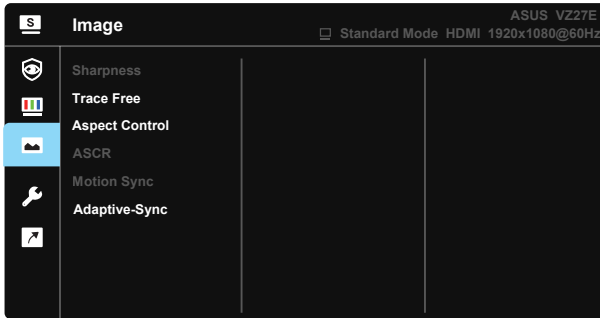 S Image
ASUS VZ27E
Standard Mode HDMI 1920x1080@60Hz
Sharpness
Trace Free
Aspect Control
ASCR
Motion Sync
Adaptive-Sync